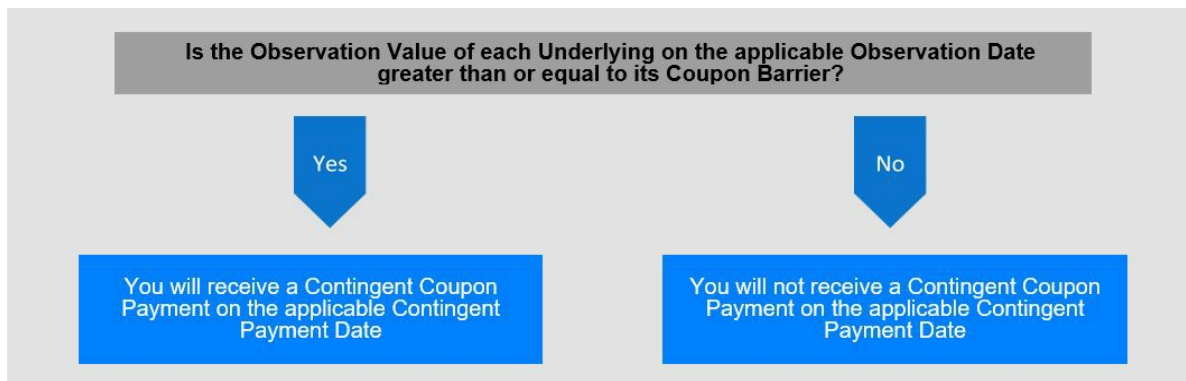 Is the Observation Value of each Underlying on the applicable Observation Date
greater than or equal to its Coupon Barrier?
Yes
No
You will receive a Contingent Coupon
Payment on the applicable Contingent
Payment Date
You will not receive a Contingent Coupon
Payment on the applicable Contingent
Payment Date